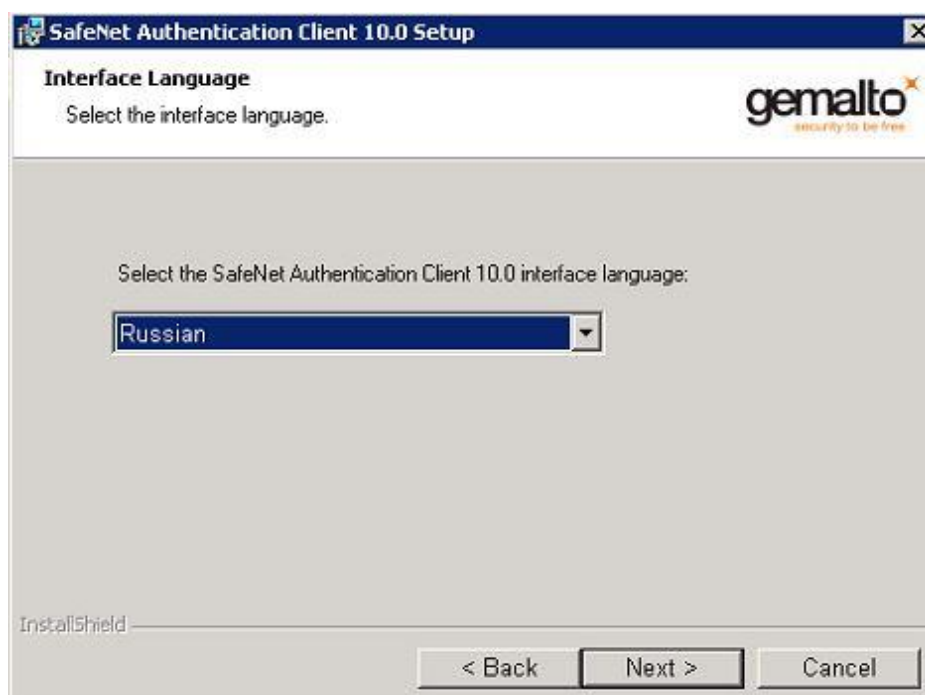 SafeNet Authentication Client 10.0 Setup
Interface Language
Select the interface language.
gemalto
security to be free
Select the SafeNet Authentication Client 10.0 interface language:
Russian
InstallShield
< Back
Next >
Cancel